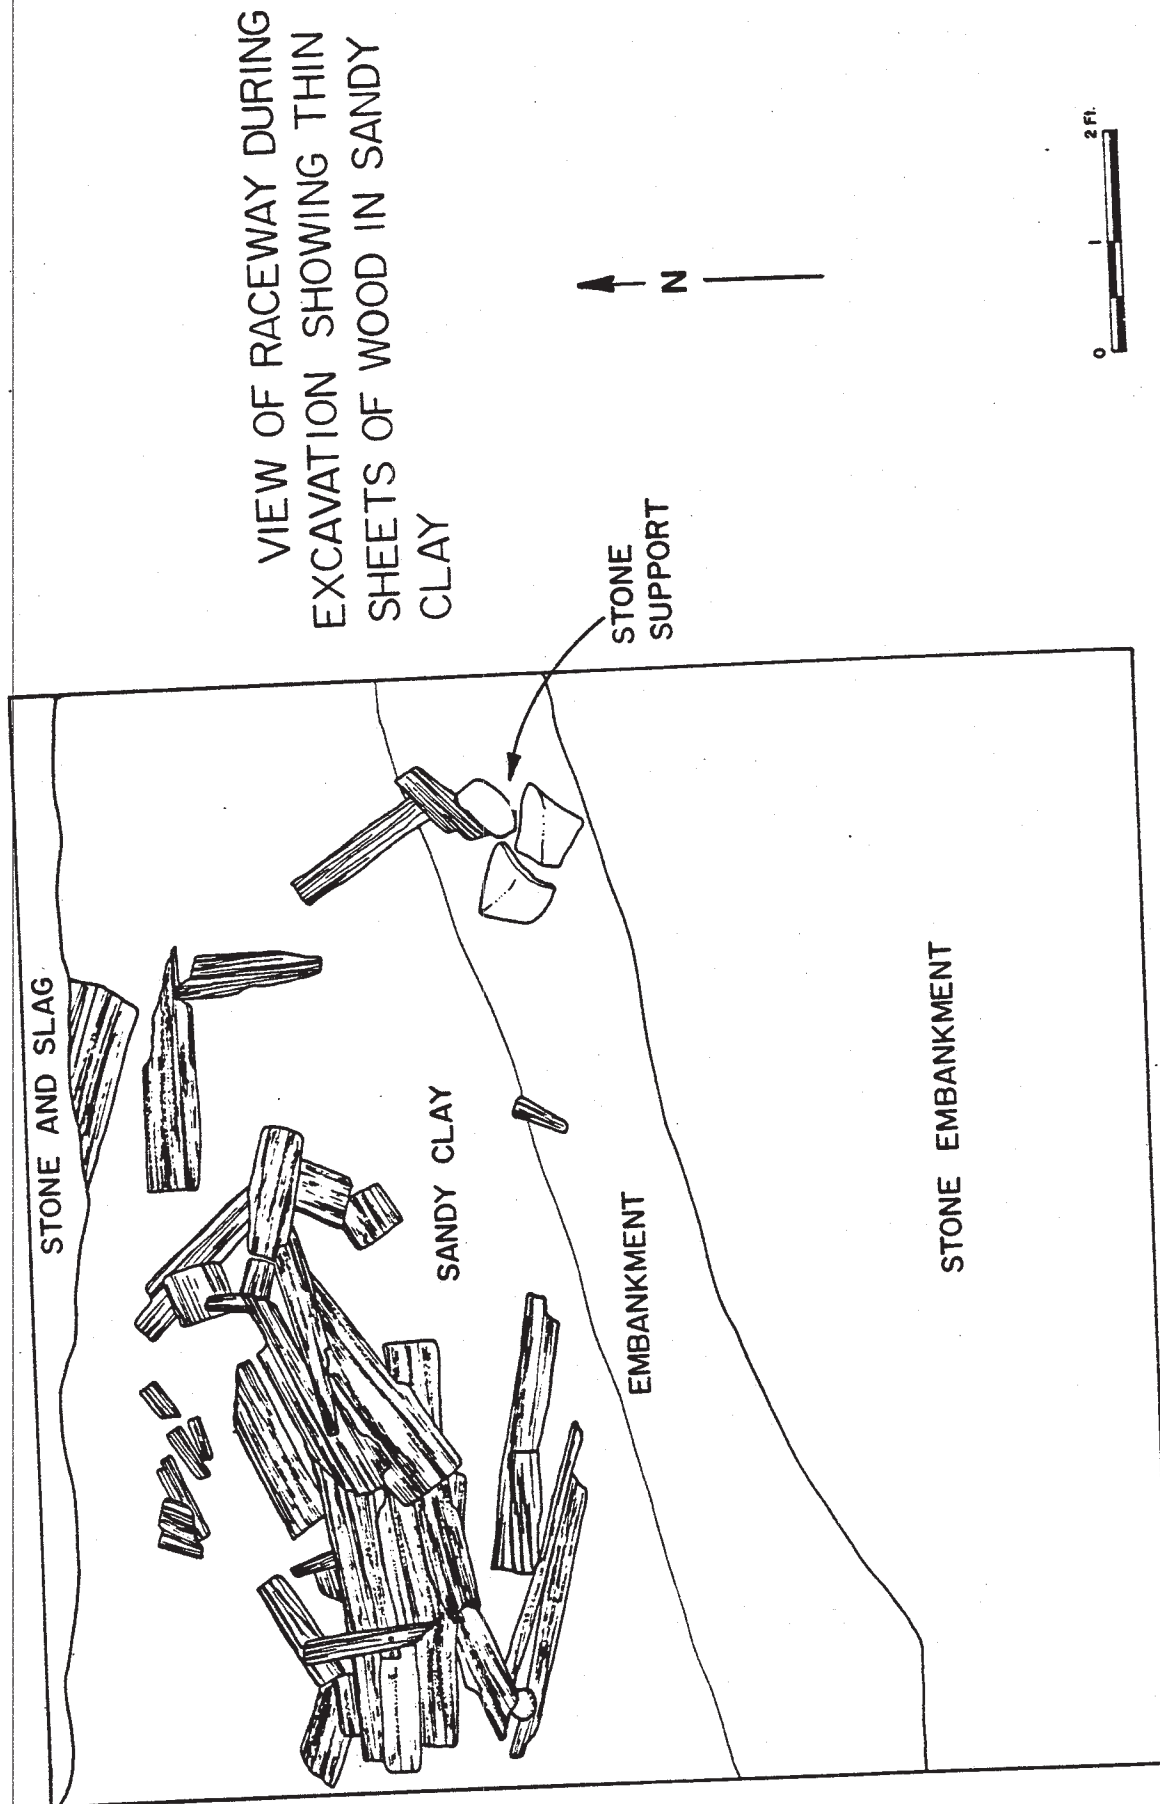 VIEW OF RACEWAY DURING
EXCAVATION SHOWING THIN
SHEETS OF WOOD IN SANDY
CLAY
STONE AND SLAG
SANDY CLAY
EMBANKMENT
STONE EMBANKMENT
STONE
SUPPORT
N
0 1 2 Ft.